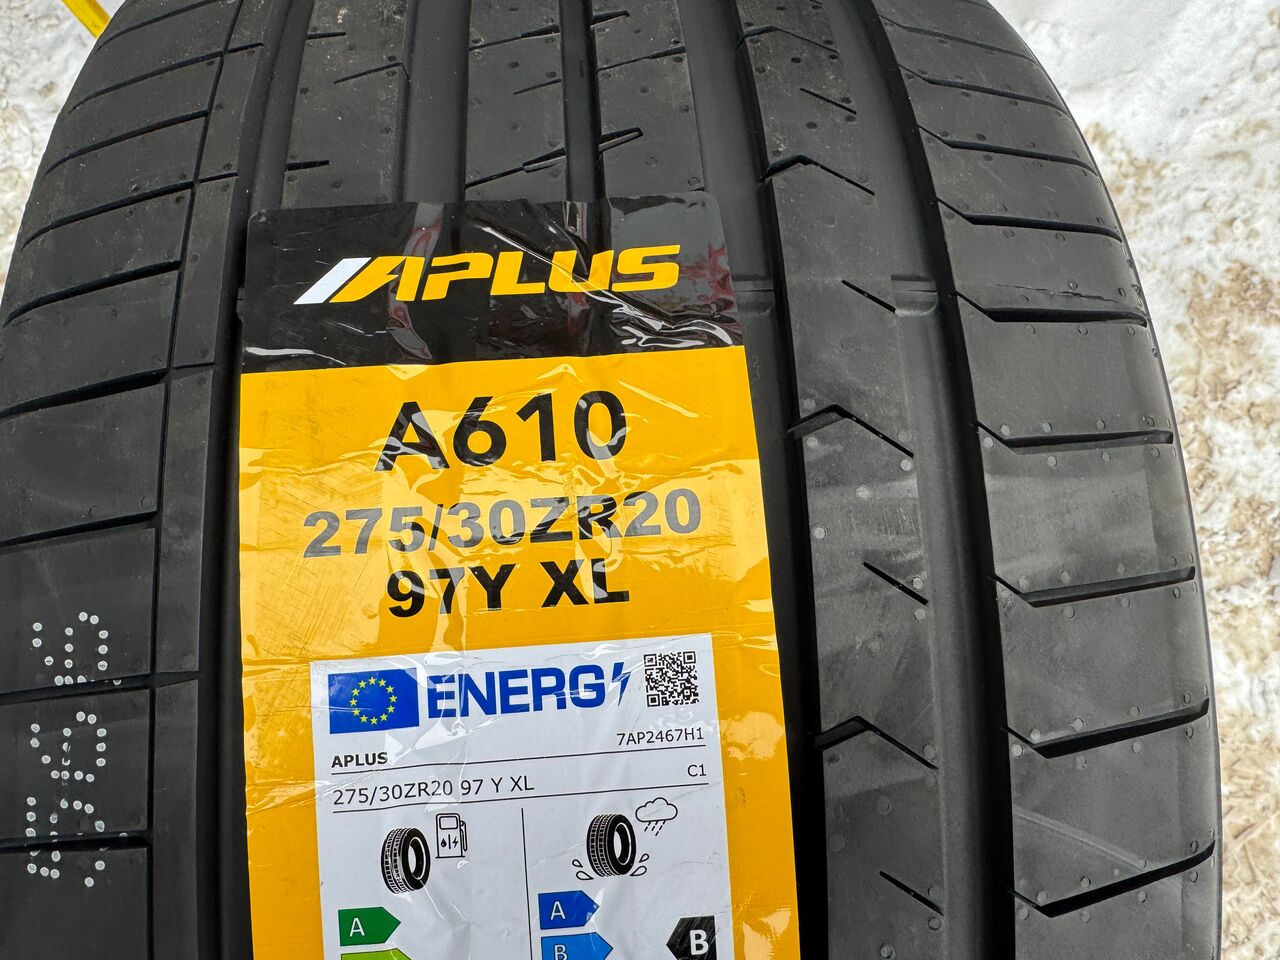 APLUS
A610
275/30ZR20
97Y XL
ENERG
APLUS
7AP2467H1
275/30ZR20 97 Y XL
C1
A
A
B
B